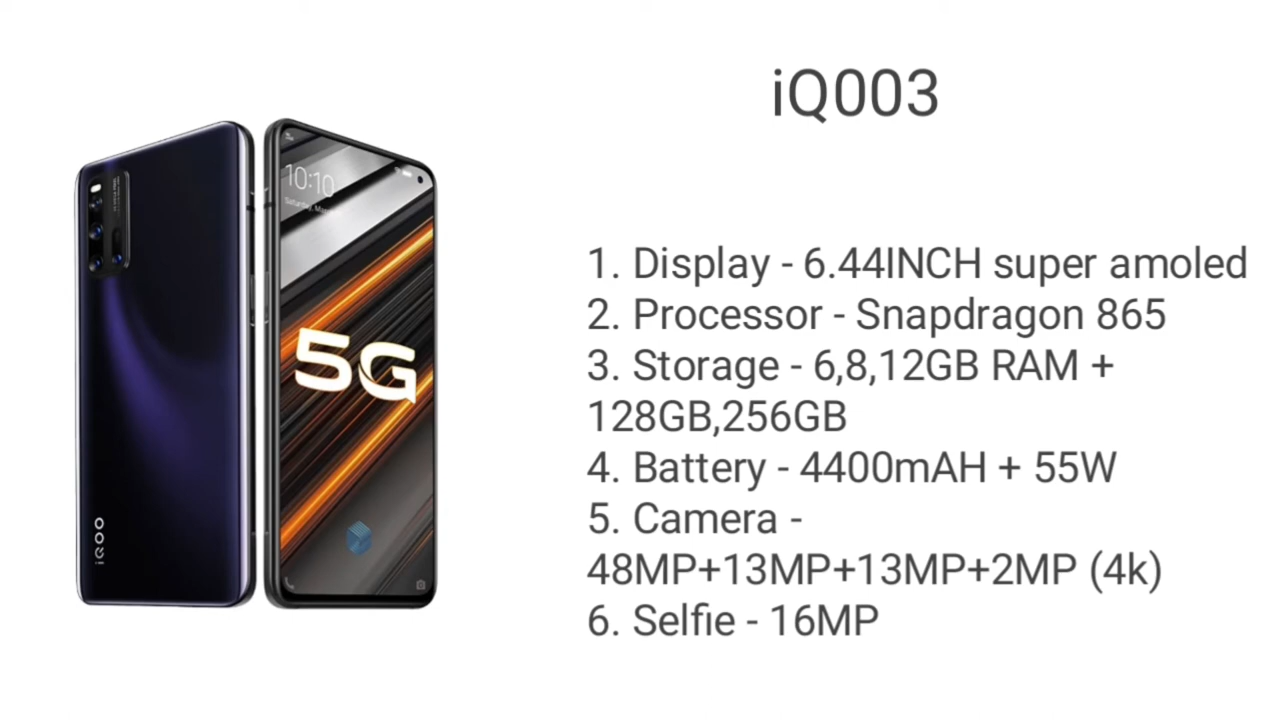 iQ003
1. Display - 6.44INCH super amoled
2. Processor - Snapdragon 865
3. Storage - 6,8,12GB RAM +
128GB,256GB
4. Battery - 4400mAH + 55W
5. Camera -
48MP+13MP+13MP+2MP (4k)
6. Selfie - 16MP
10:10
5G
iQOO